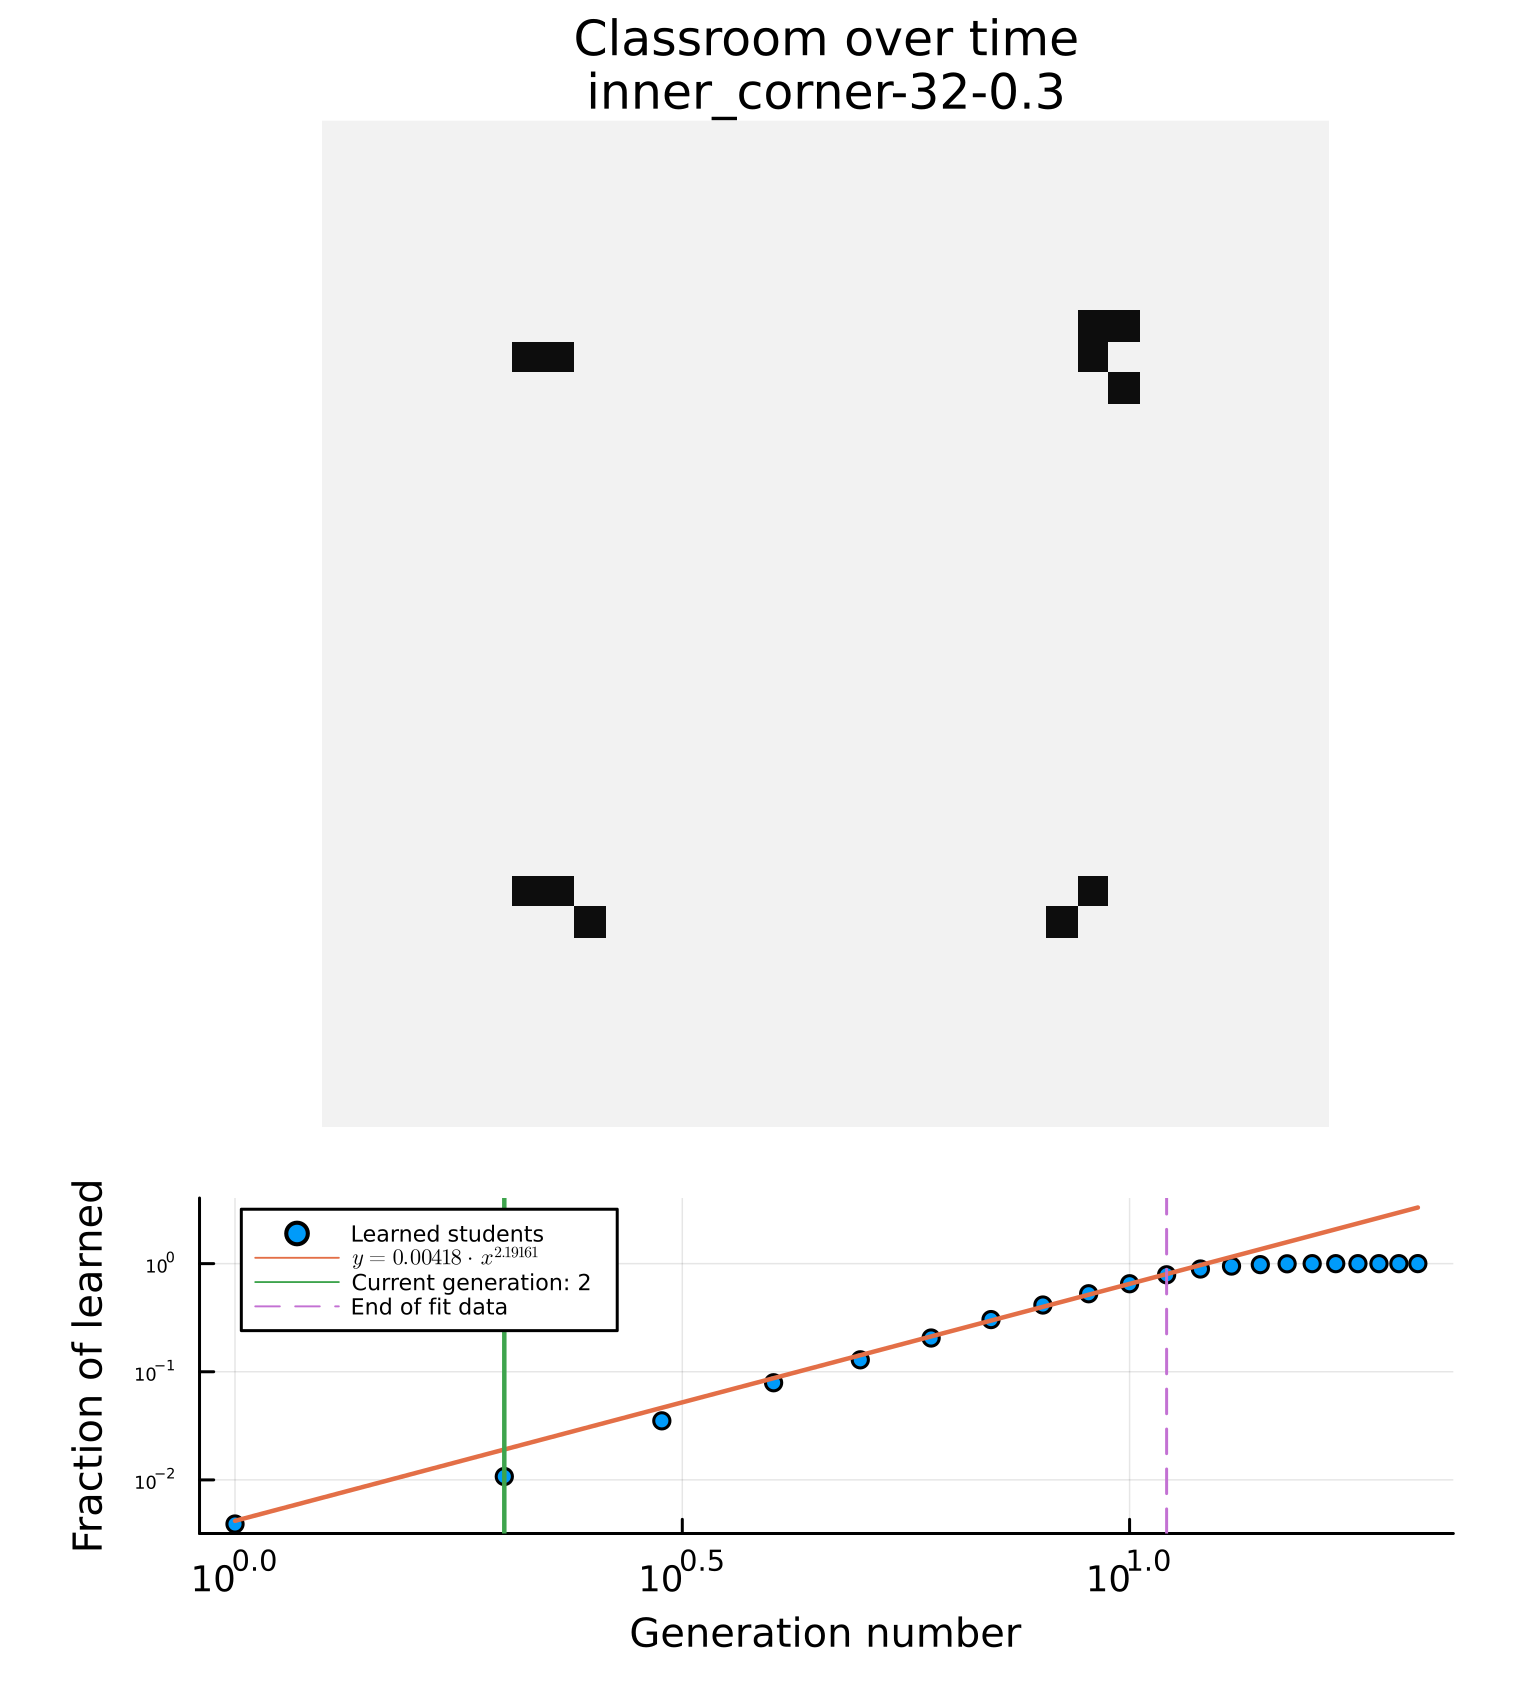 Classroom over time
inner_corner-32-0.3
Fraction of learned
Learned students
y = 0.00418 · x^2.19161
Current generation: 2
End of fit data
10^0
10^-1
10^-2
10^0.0
10^0.5
10^1.0
Generation number